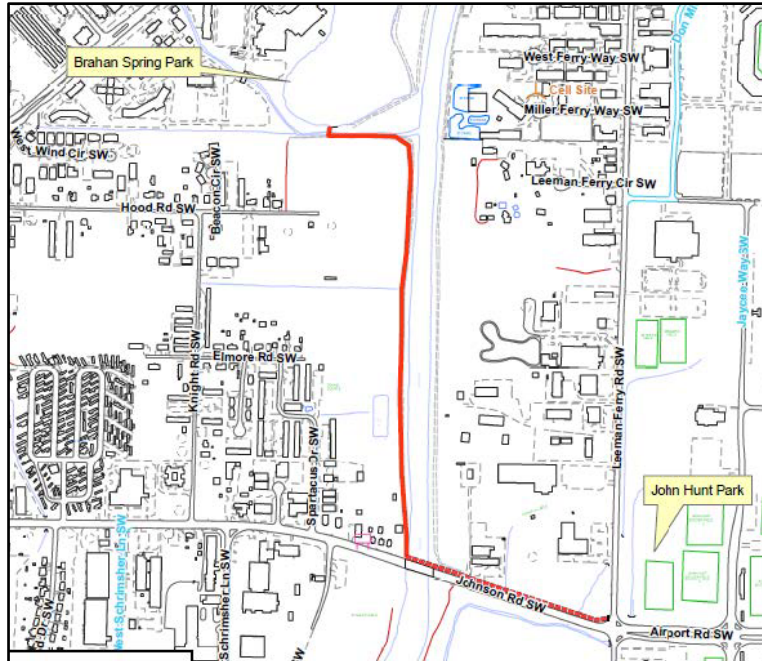 Brahan Spring Park
West Ferry Way SW
Cell Site
Miller Ferry Way SW
West Wind Cir SW
Beacon Cir SW
Leeman Ferry Cir SW
Hood Rd SW
Jaycee Way SW
Elmore Rd SW
Knight Rd SW
Leeman Ferry Rd SW
Spartacus Dr SW
John Hunt Park
West Schrimsher Ln SW
Schrimsher Ln SW
Johnson Rd SW
Airport Rd SW
d Dr SW